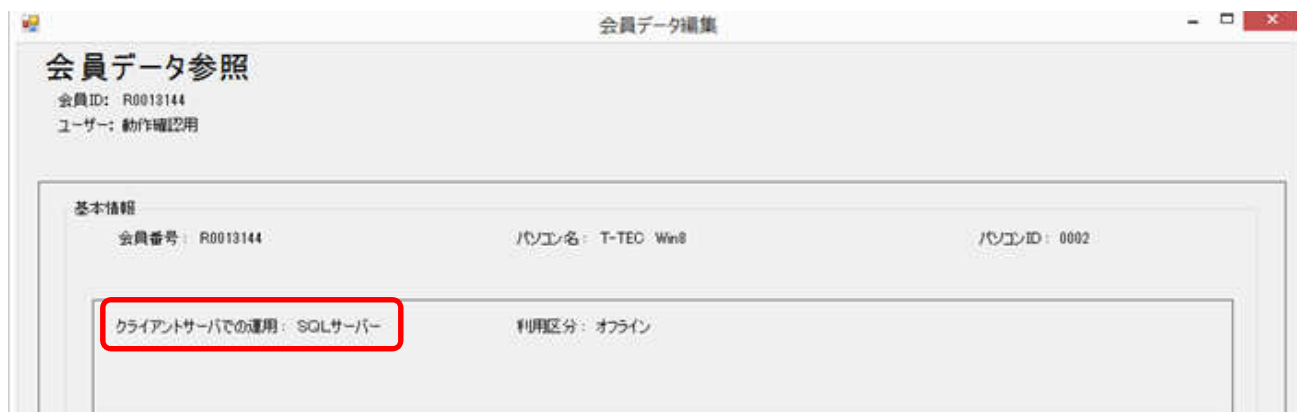 会員データ編集
会員データ参照
会員ID: R0013144
ユーザー: 動作確認用
基本情報
会員番号: R0013144 パソコン名: T-TEC Win8 パソコンID: 0002
クライアントサーバでの運用: SQLサーバー 利用区分: オフライン